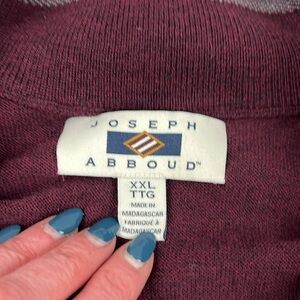 JOSEPH
ABBOUD™
XXL
TTG
MADE IN
MADAGASCAR
FABRIQUÉ À
MADAGASCAR